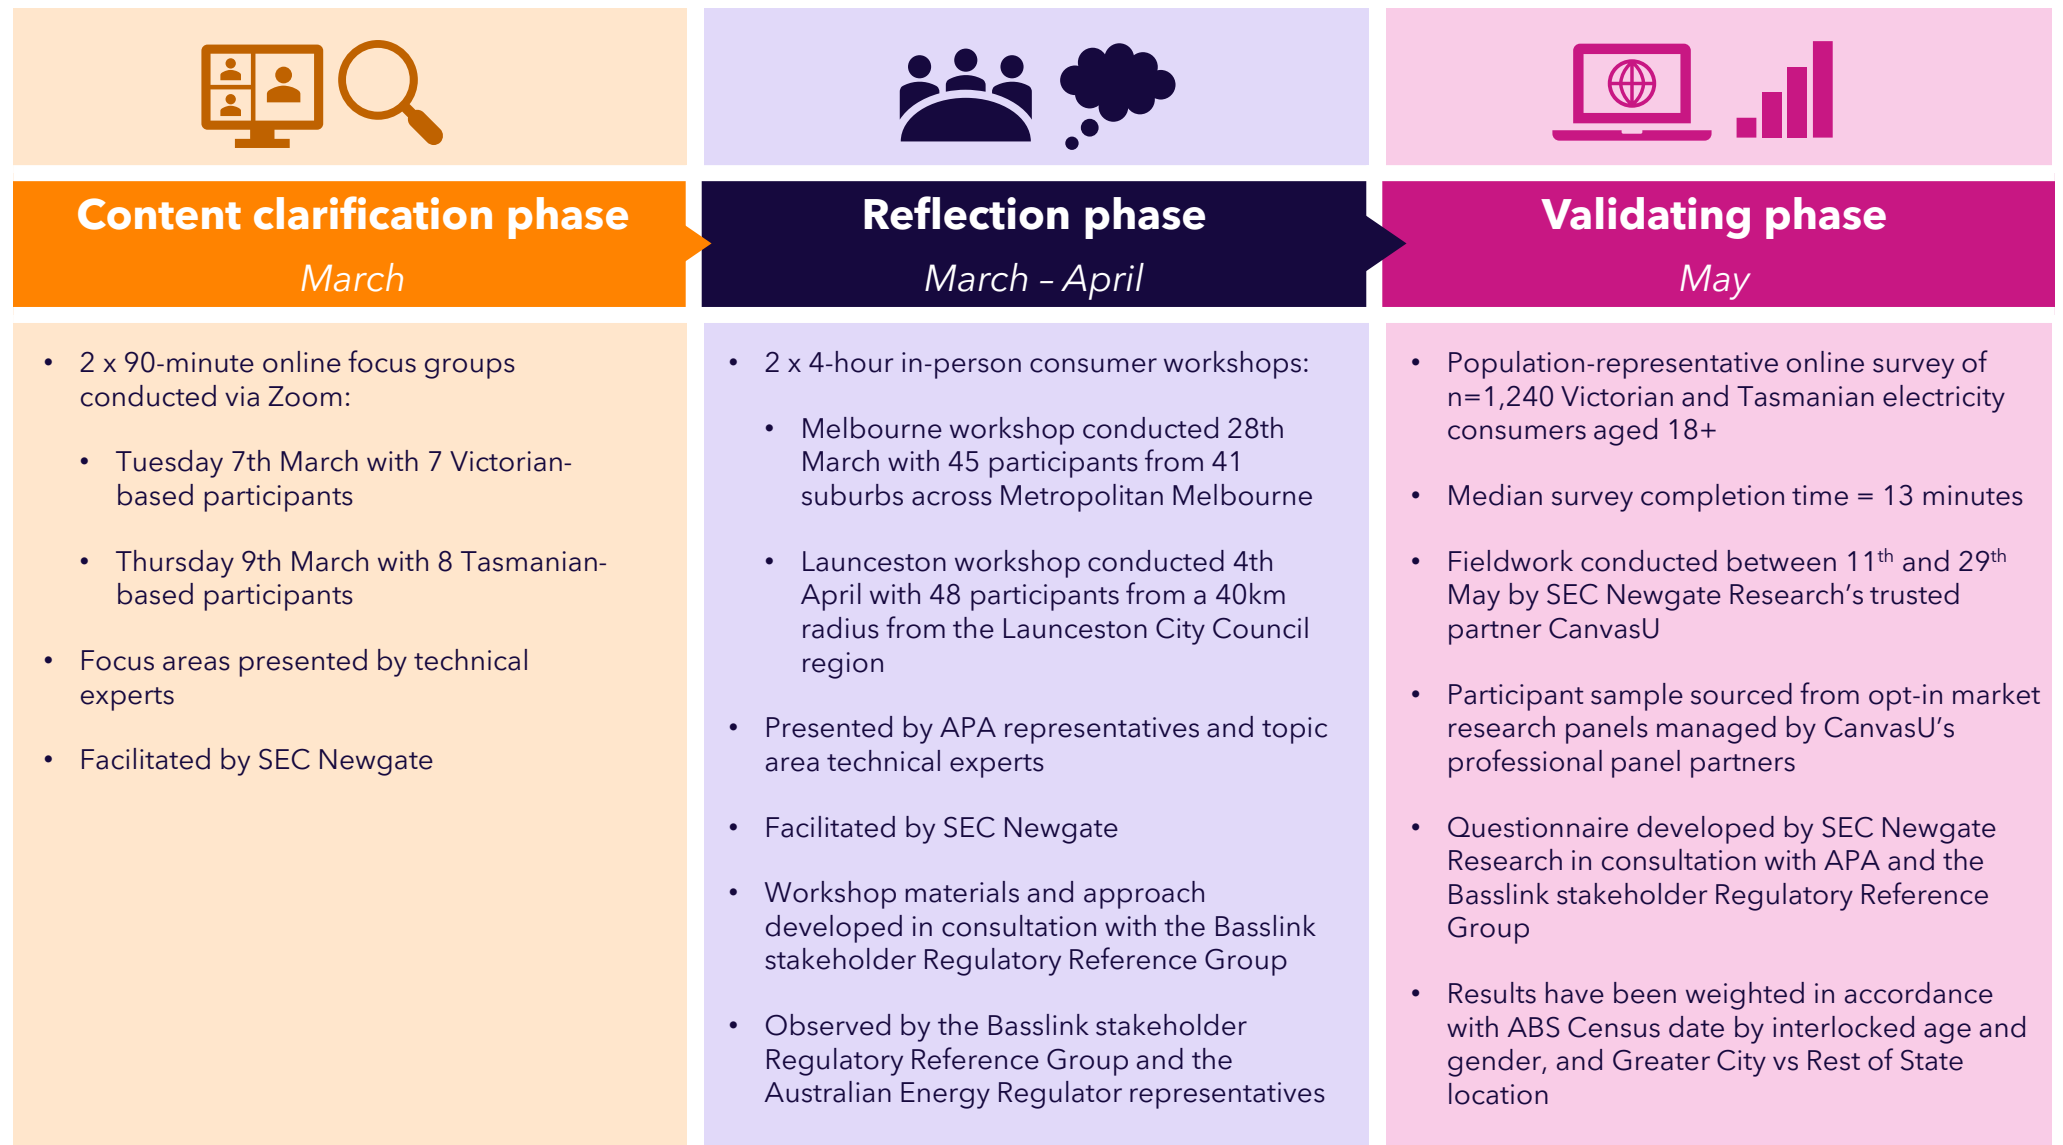 Content clarification phase
March
• 2 x 90-minute online focus groups
conducted via Zoom:
• Tuesday 7th March with 7 Victorian-
based participants
• Thursday 9th March with 8 Tasmanian-
based participants
• Focus areas presented by technical
experts
• Facilitated by SEC Newgate
Reflection phase
March – April
• 2 x 4-hour in-person consumer workshops:
• Melbourne workshop conducted 28th
March with 45 participants from 41
suburbs across Metropolitan Melbourne
• Launceston workshop conducted 4th
April with 48 participants from a 40km
radius from the Launceston City Council
region
• Presented by APA representatives and topic
area technical experts
• Facilitated by SEC Newgate
• Workshop materials and approach
developed in consultation with the Basslink
stakeholder Regulatory Reference Group
• Observed by the Basslink stakeholder
Regulatory Reference Group and the
Australian Energy Regulator representatives
Validating phase
May
• Population-representative online survey of
n=1,240 Victorian and Tasmanian electricity
consumers aged 18+
• Median survey completion time = 13 minutes
• Fieldwork conducted between 11th and 29th
May by SEC Newgate Research’s trusted
partner CanvasU
• Participant sample sourced from opt-in market
research panels managed by CanvasU’s
professional panel partners
• Questionnaire developed by SEC Newgate
Research in consultation with APA and the
Basslink stakeholder Regulatory Reference
Group
• Results have been weighted in accordance
with ABS Census date by interlocked age and
gender, and Greater City vs Rest of State
location